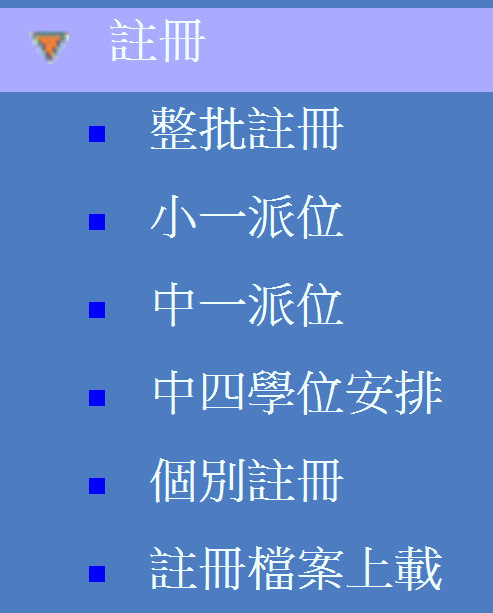 註冊
整批註冊
小一派位
中一派位
中四學位安排
個別註冊
註冊檔案上載